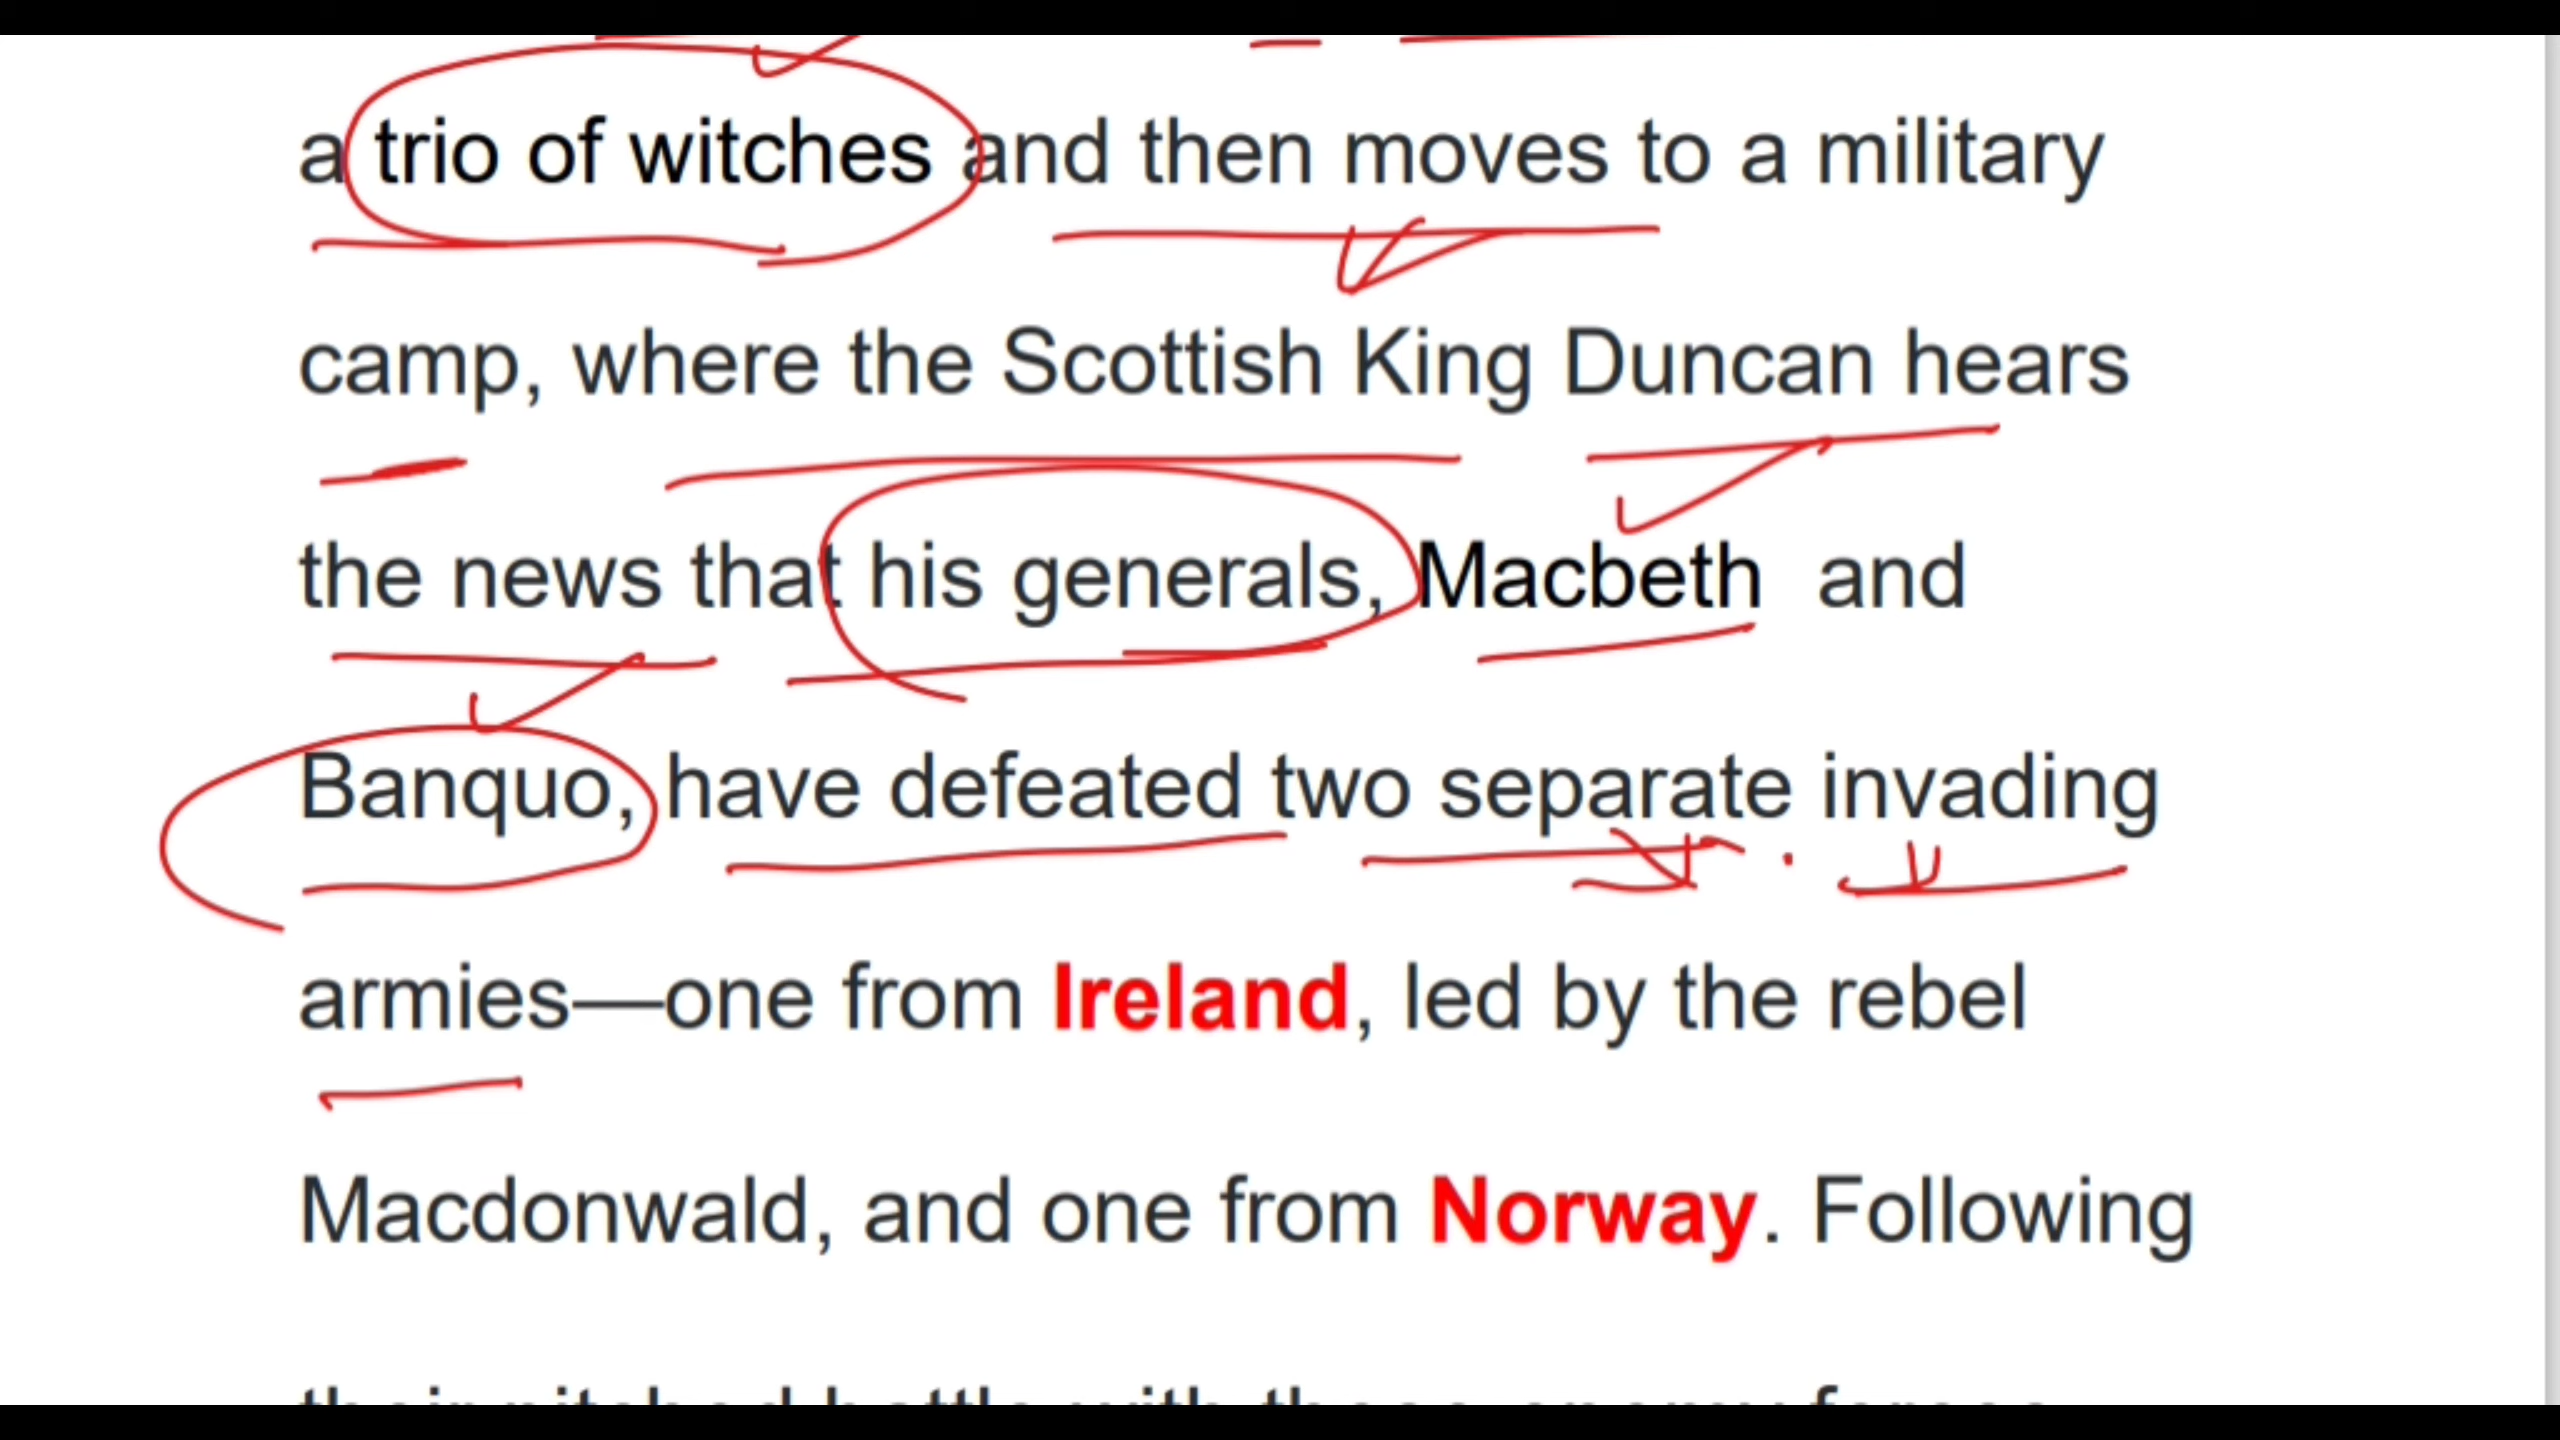 a trio of witches and then moves to a military
camp, where the Scottish King Duncan hears
the news that his generals, Macbeth and
Banquo, have defeated two separate invading
armies—one from Ireland, led by the rebel
Macdonwald, and one from Norway. Following